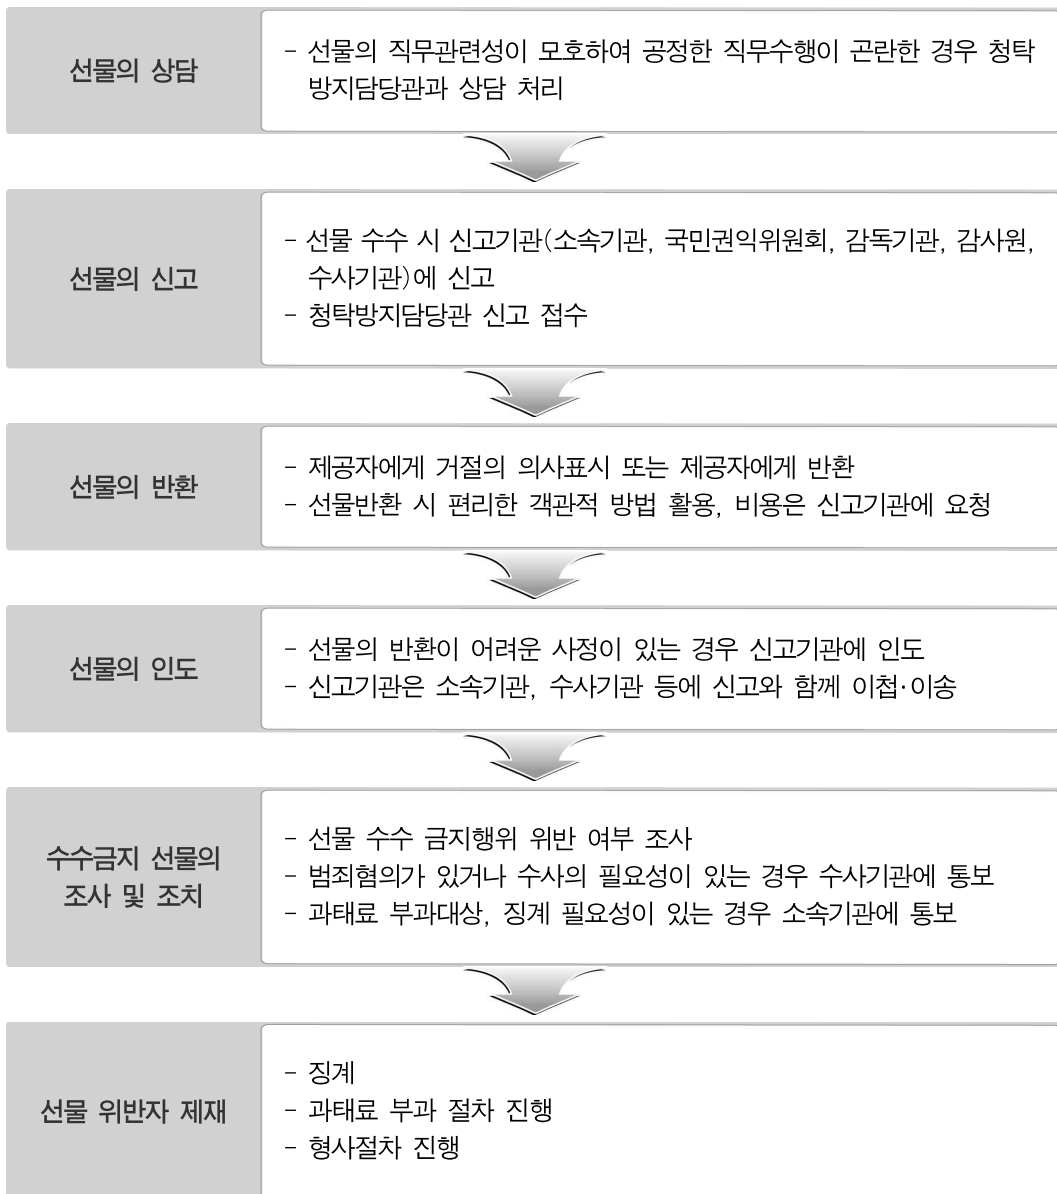 선물의 상담
- 선물의 직무관련성이 모호하여 공정한 직무수행이 곤란한 경우 청탁
방지담당관과 상담 처리
선물의 신고
- 선물 수수 시 신고기관(소속기관, 국민권익위원회, 감독기관, 감사원,
수사기관)에 신고
- 청탁방지담당관 신고 접수
선물의 반환
- 제공자에게 거절의 의사표시 또는 제공자에게 반환
- 선물반환 시 편리한 객관적 방법 활용, 비용은 신고기관에 요청
선물의 인도
- 선물의 반환이 어려운 사정이 있는 경우 신고기관에 인도
- 신고기관은 소속기관, 수사기관 등에 신고와 함께 이첩·이송
수수금지 선물의
조사 및 조치
- 선물 수수 금지행위 위반 여부 조사
- 범죄혐의가 있거나 수사의 필요성이 있는 경우 수사기관에 통보
- 과태료 부과대상, 징계 필요성이 있는 경우 소속기관에 통보
선물 위반자 제재
- 징계
- 과태료 부과 절차 진행
- 형사절차 진행